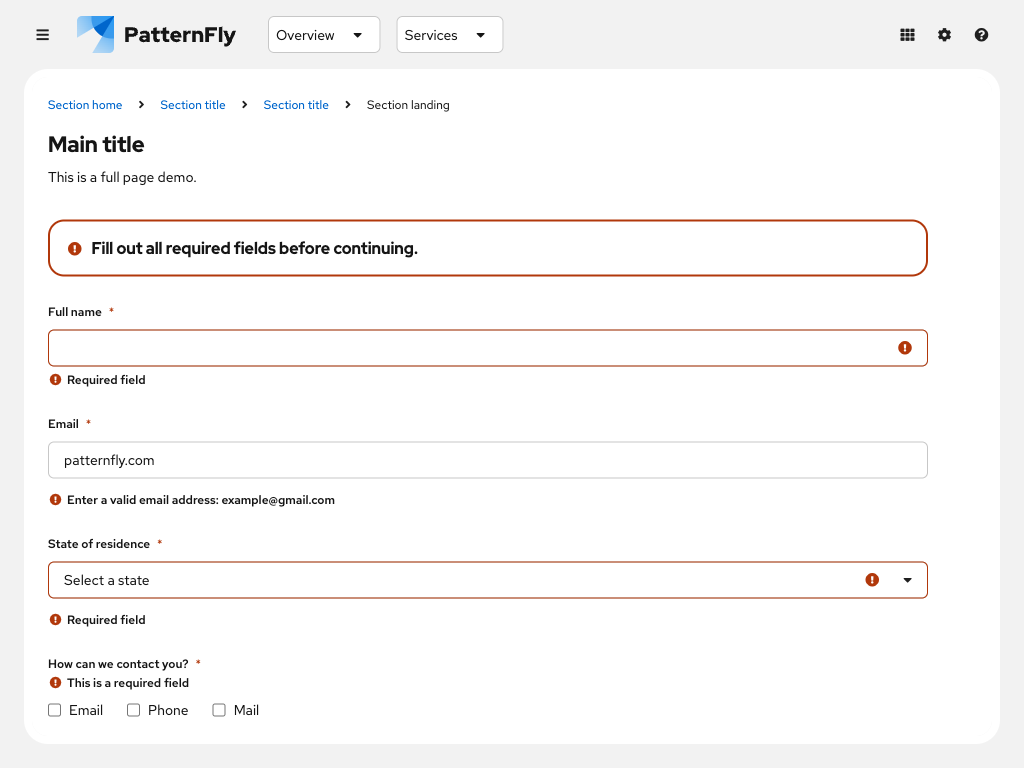 PatternFly Overview Services
Section home Section title Section title Section landing
Main title
This is a full page demo.
Fill out all required fields before continuing.
Full name *
Required field
Email *
patternfly.com
Enter a valid email address: example@gmail.com
State of residence *
Select a state
Required field
How can we contact you? *
This is a required field
Email Phone Mail